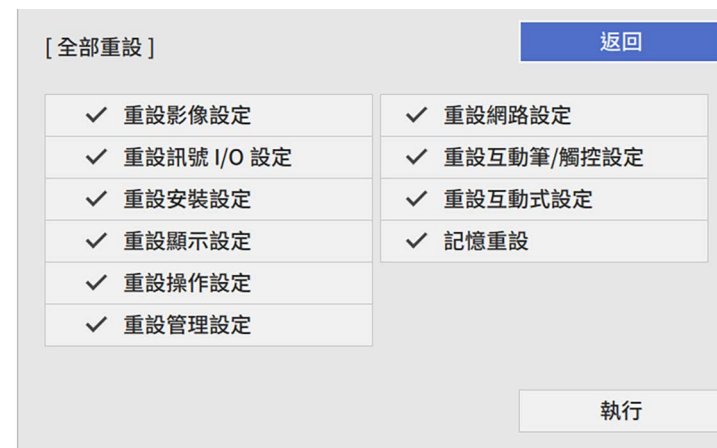 [ 全部重設 ]
返回
重設影像設定
重設訊號 I/O 設定
重設安裝設定
重設顯示設定
重設操作設定
重設管理設定
重設網路設定
重設互動筆/觸控設定
重設互動式設定
記憶重設
執行